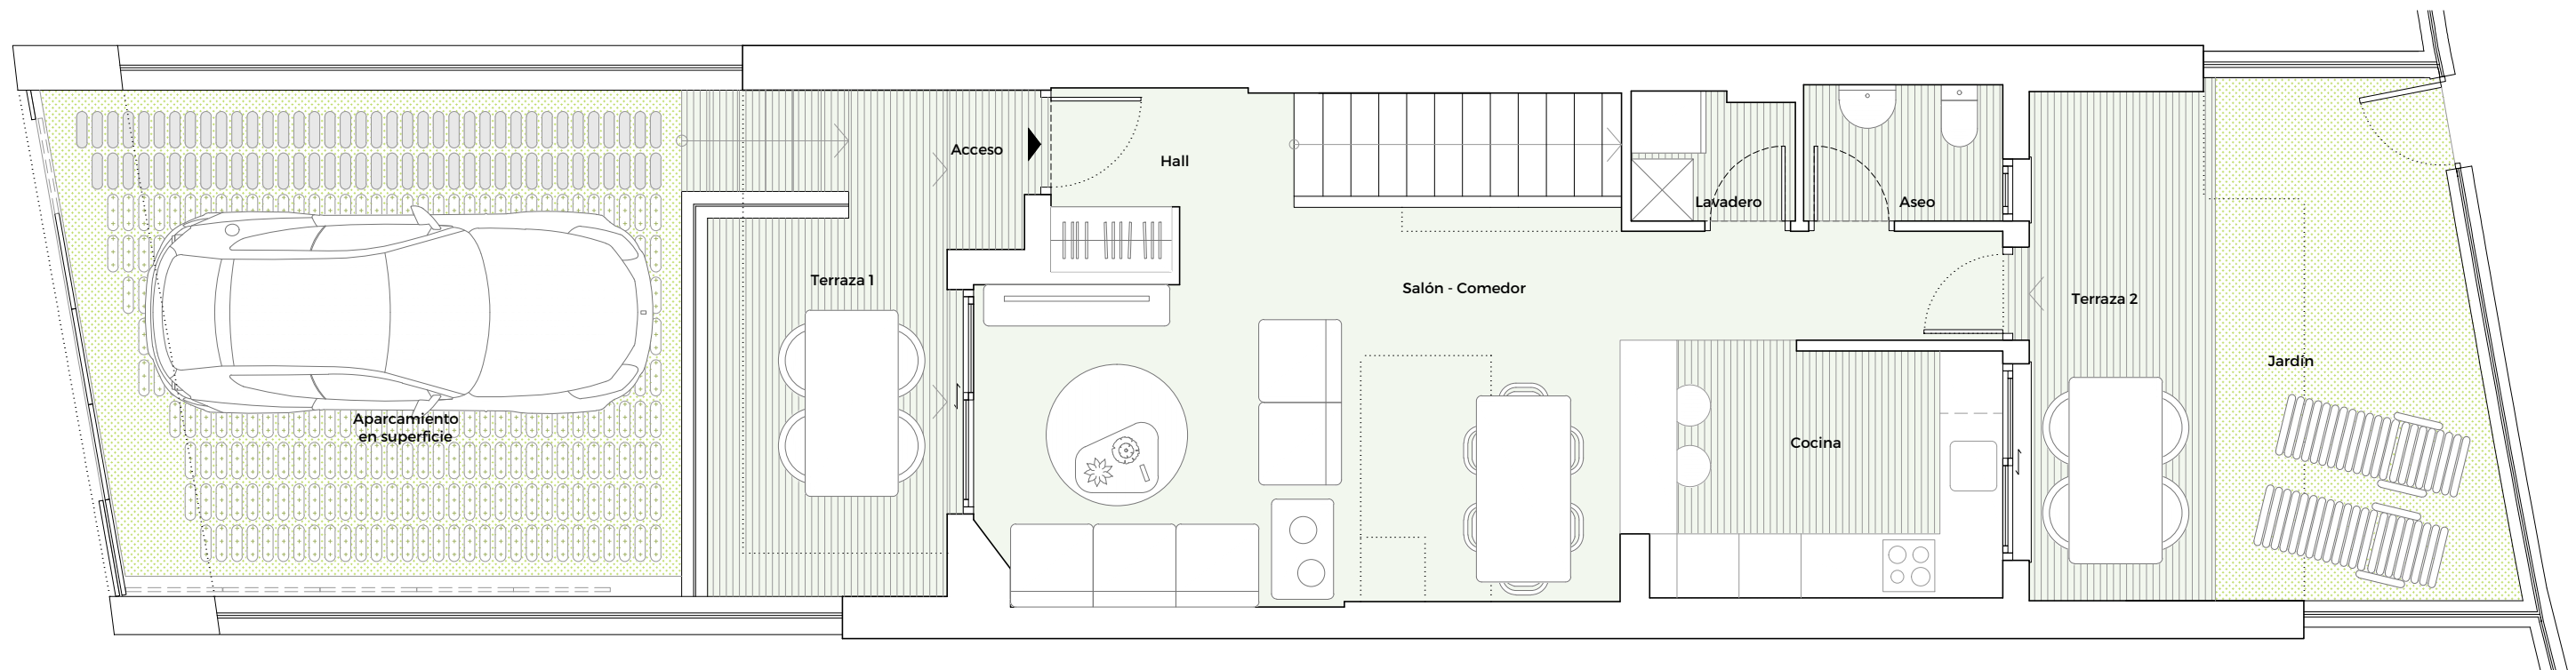 Acceso
Hall
Lavadero
Aseo
Terraza 1
Salón - Comedor
Terraza 2
Jardín
Aparcamiento
en superficie
Cocina